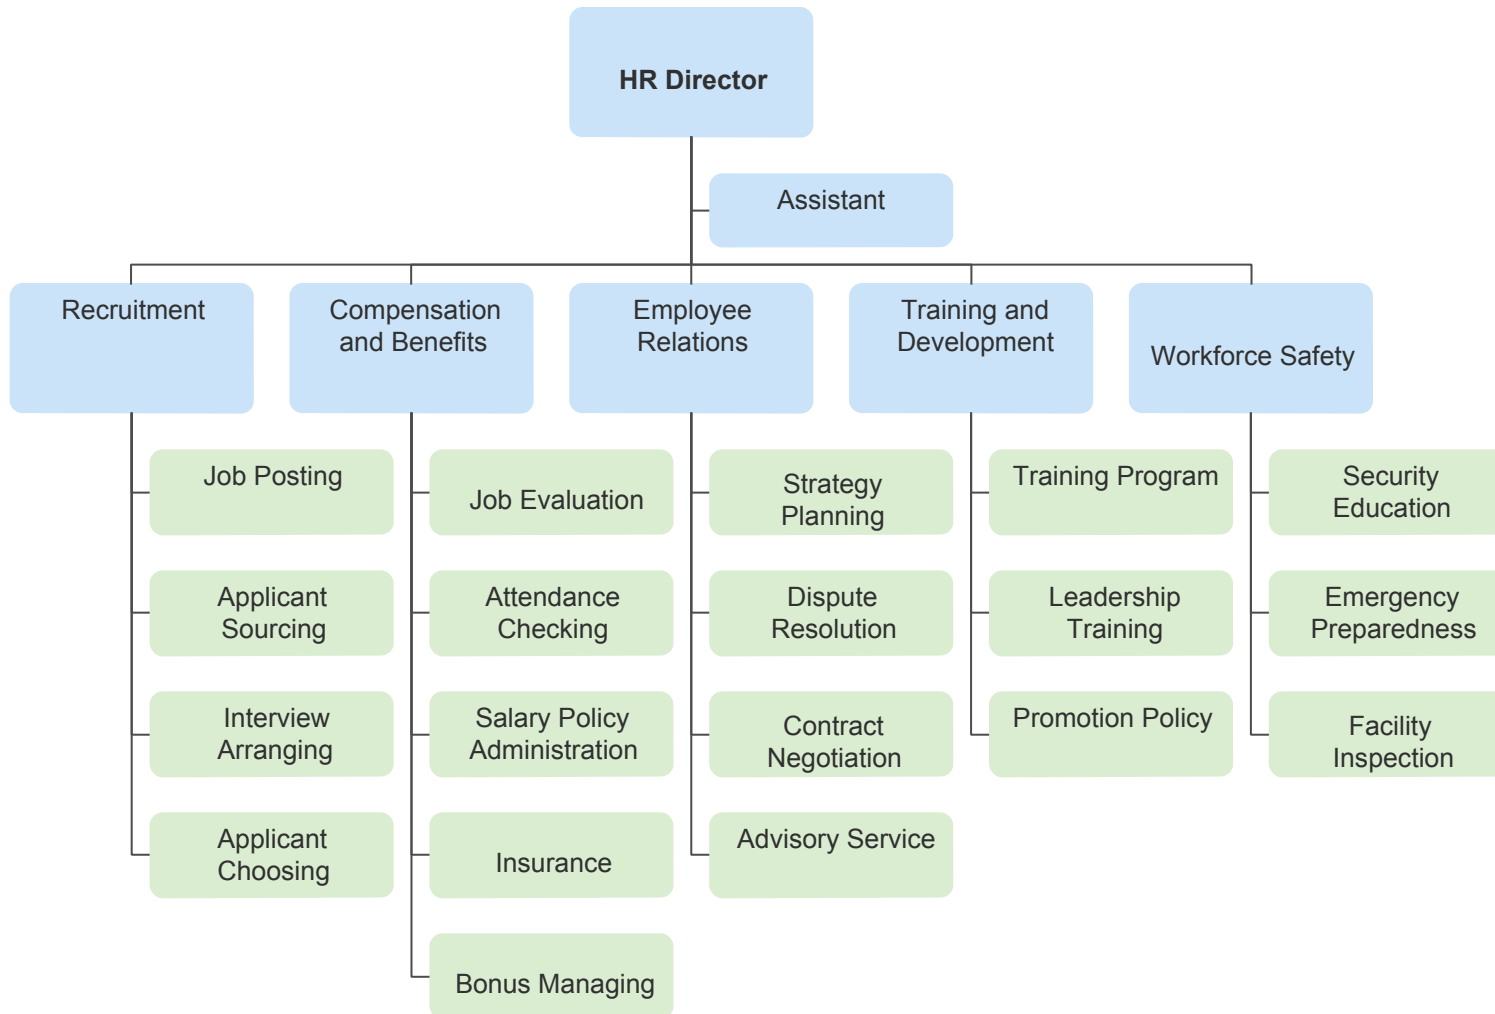 HR Director
Assistant
Recruitment
Compensation
and Benefits
Employee
Relations
Training and
Development
Workforce Safety
Job Posting
Applicant
Sourcing
Interview
Arranging
Applicant
Choosing
Job Evaluation
Attendance
Checking
Salary Policy
Administration
Insurance
Bonus Managing
Strategy
Planning
Dispute
Resolution
Contract
Negotiation
Advisory Service
Training Program
Leadership
Training
Promotion Policy
Security
Education
Emergency
Preparedness
Facility
Inspection